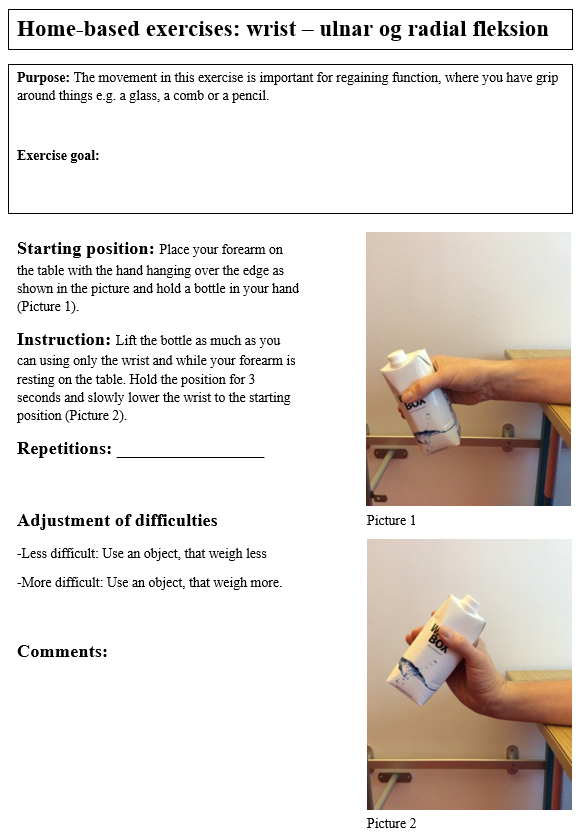 Home-based exercises: wrist – ulnar og radial fleksion
Purpose: The movement in this exercise is important for regaining function, where you have grip
around things e.g. a glass, a comb or a pencil.
Exercise goal:
Starting position: Place your forearm on
the table with the hand hanging over the edge as
shown in the picture and hold a bottle in your hand
(Picture 1).
Instruction: Lift the bottle as much as you
can using only the wrist and while your forearm is
resting on the table. Hold the position for 3
seconds and slowly lower the wrist to the starting
position (Picture 2).
Repetitions: _________________
Adjustment of difficulties
-Less difficult: Use an object, that weigh less
-More difficult: Use an object, that weigh more.
Comments:
BOX
Picture 1
BOX
Picture 2